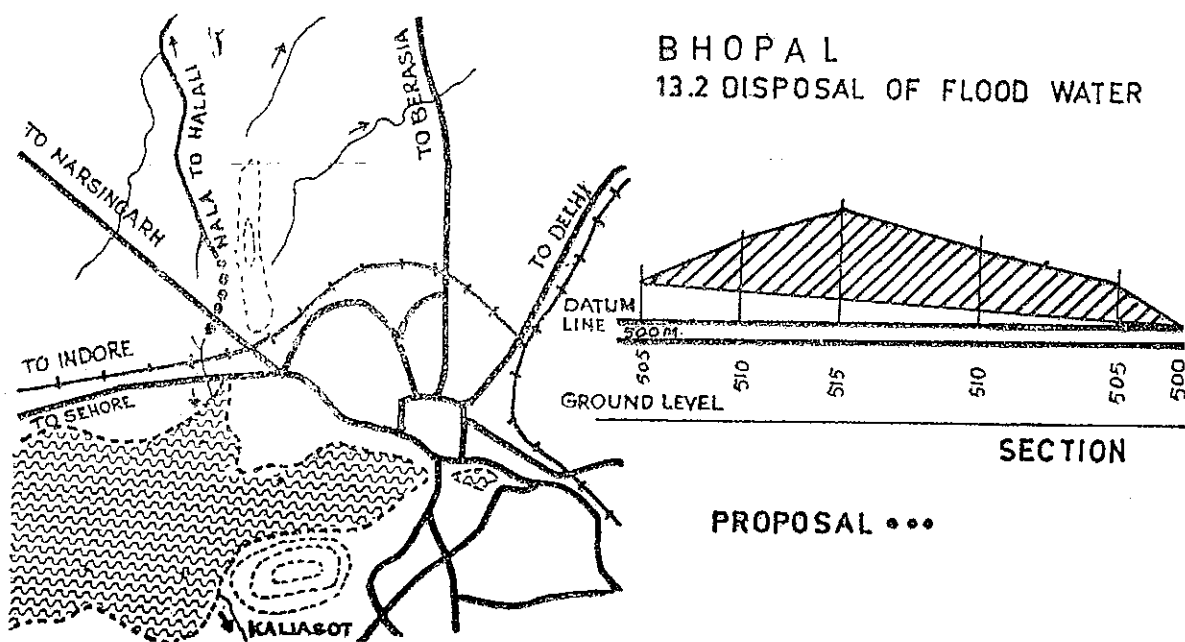 BHOPAL
13.2 DISPOSAL OF FLOOD WATER
TO NARSINGARH
NALA TO HALALI
TO BERASIA
TO DELHI
TO INDORE
TO SEHORE
KALIASOT
DATUM
LINE
500M.
505
510
515
510
505
500
GROUND LEVEL
SECTION
PROPOSAL •••